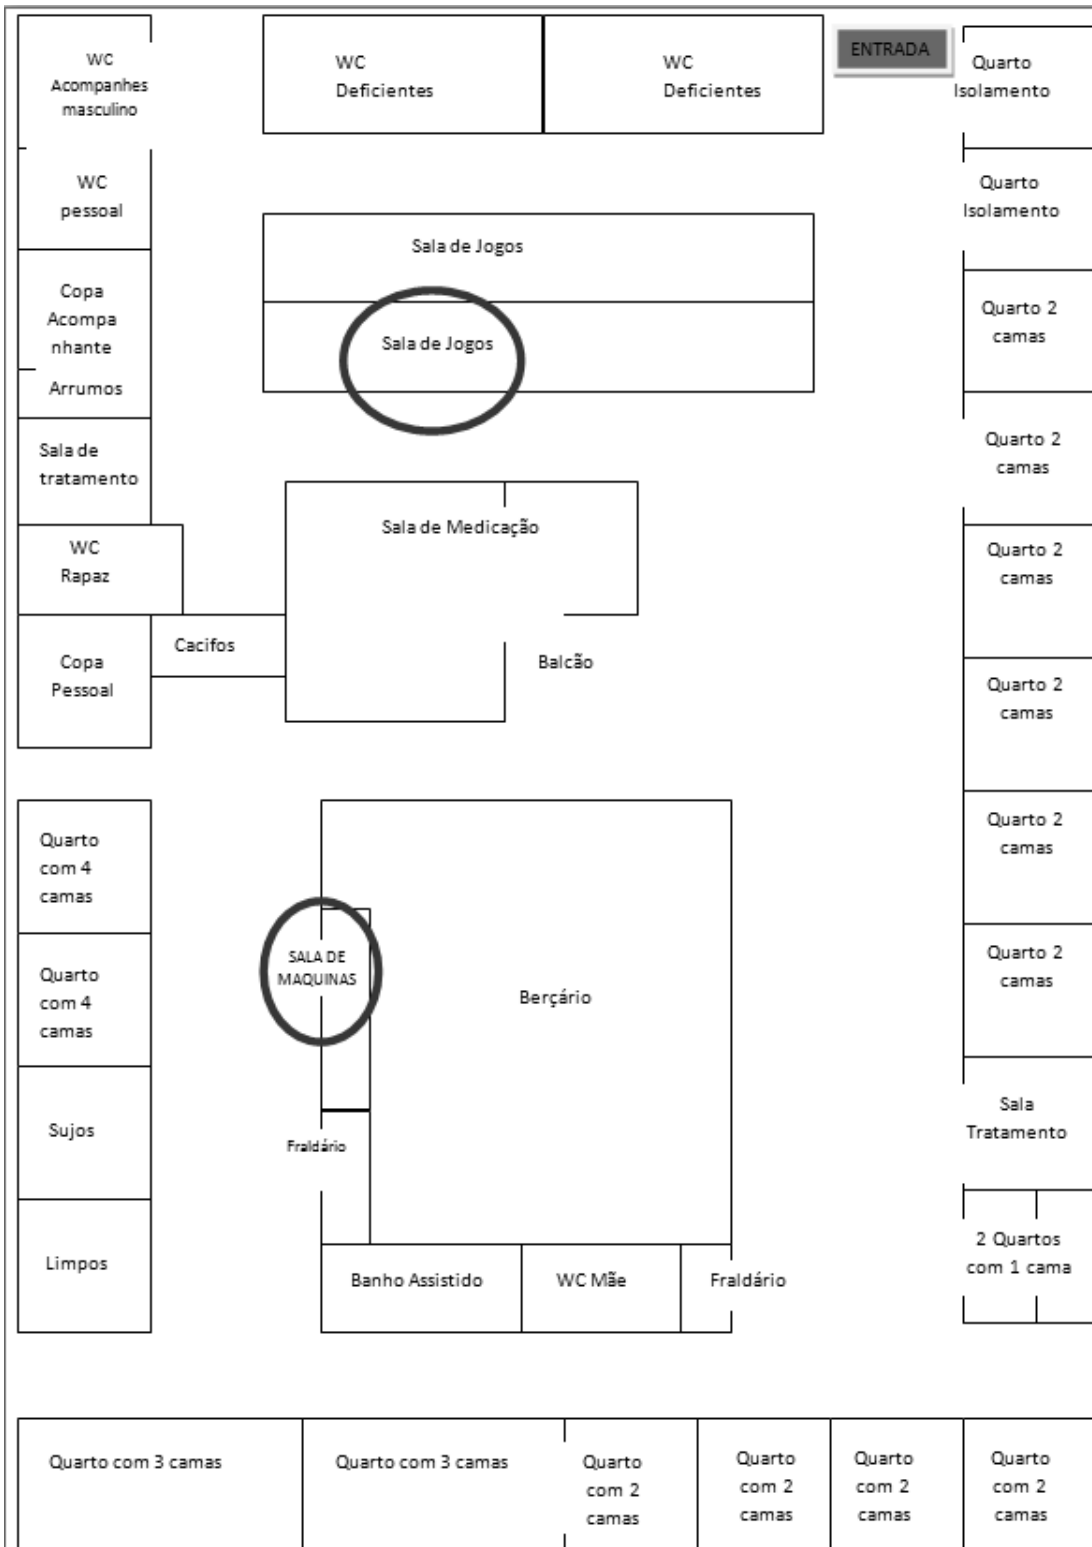 WC
Acompanhes
masculino
WC
Deficientes
WC
Deficientes
ENTRADA
Quarto
Isolamento
WC
pessoal
Quarto
Isolamento
Sala de Jogos
Copa
Acompa
nhante
Quarto 2
camas
Sala de Jogos
Arrumos
Sala de
tratamento
Quarto 2
camas
Sala de Medicação
WC
Rapaz
Quarto 2
camas
Cacifos
Copa
Pessoal
Balcão
Quarto 2
camas
Quarto
com 4
camas
Quarto 2
camas
Quarto
com 4
camas
SALA DE
MAQUINAS
Berçário
Quarto 2
camas
Sujos
Fraldário
Sala
Tratamento
Limpos
Banho Assistido
WC Mãe
Fraldário
2 Quartos
com 1 cama
Quarto com 3 camas
Quarto com 3 camas
Quarto
com 2
camas
Quarto
com 2
camas
Quarto
com 2
camas
Quarto
com 2
camas